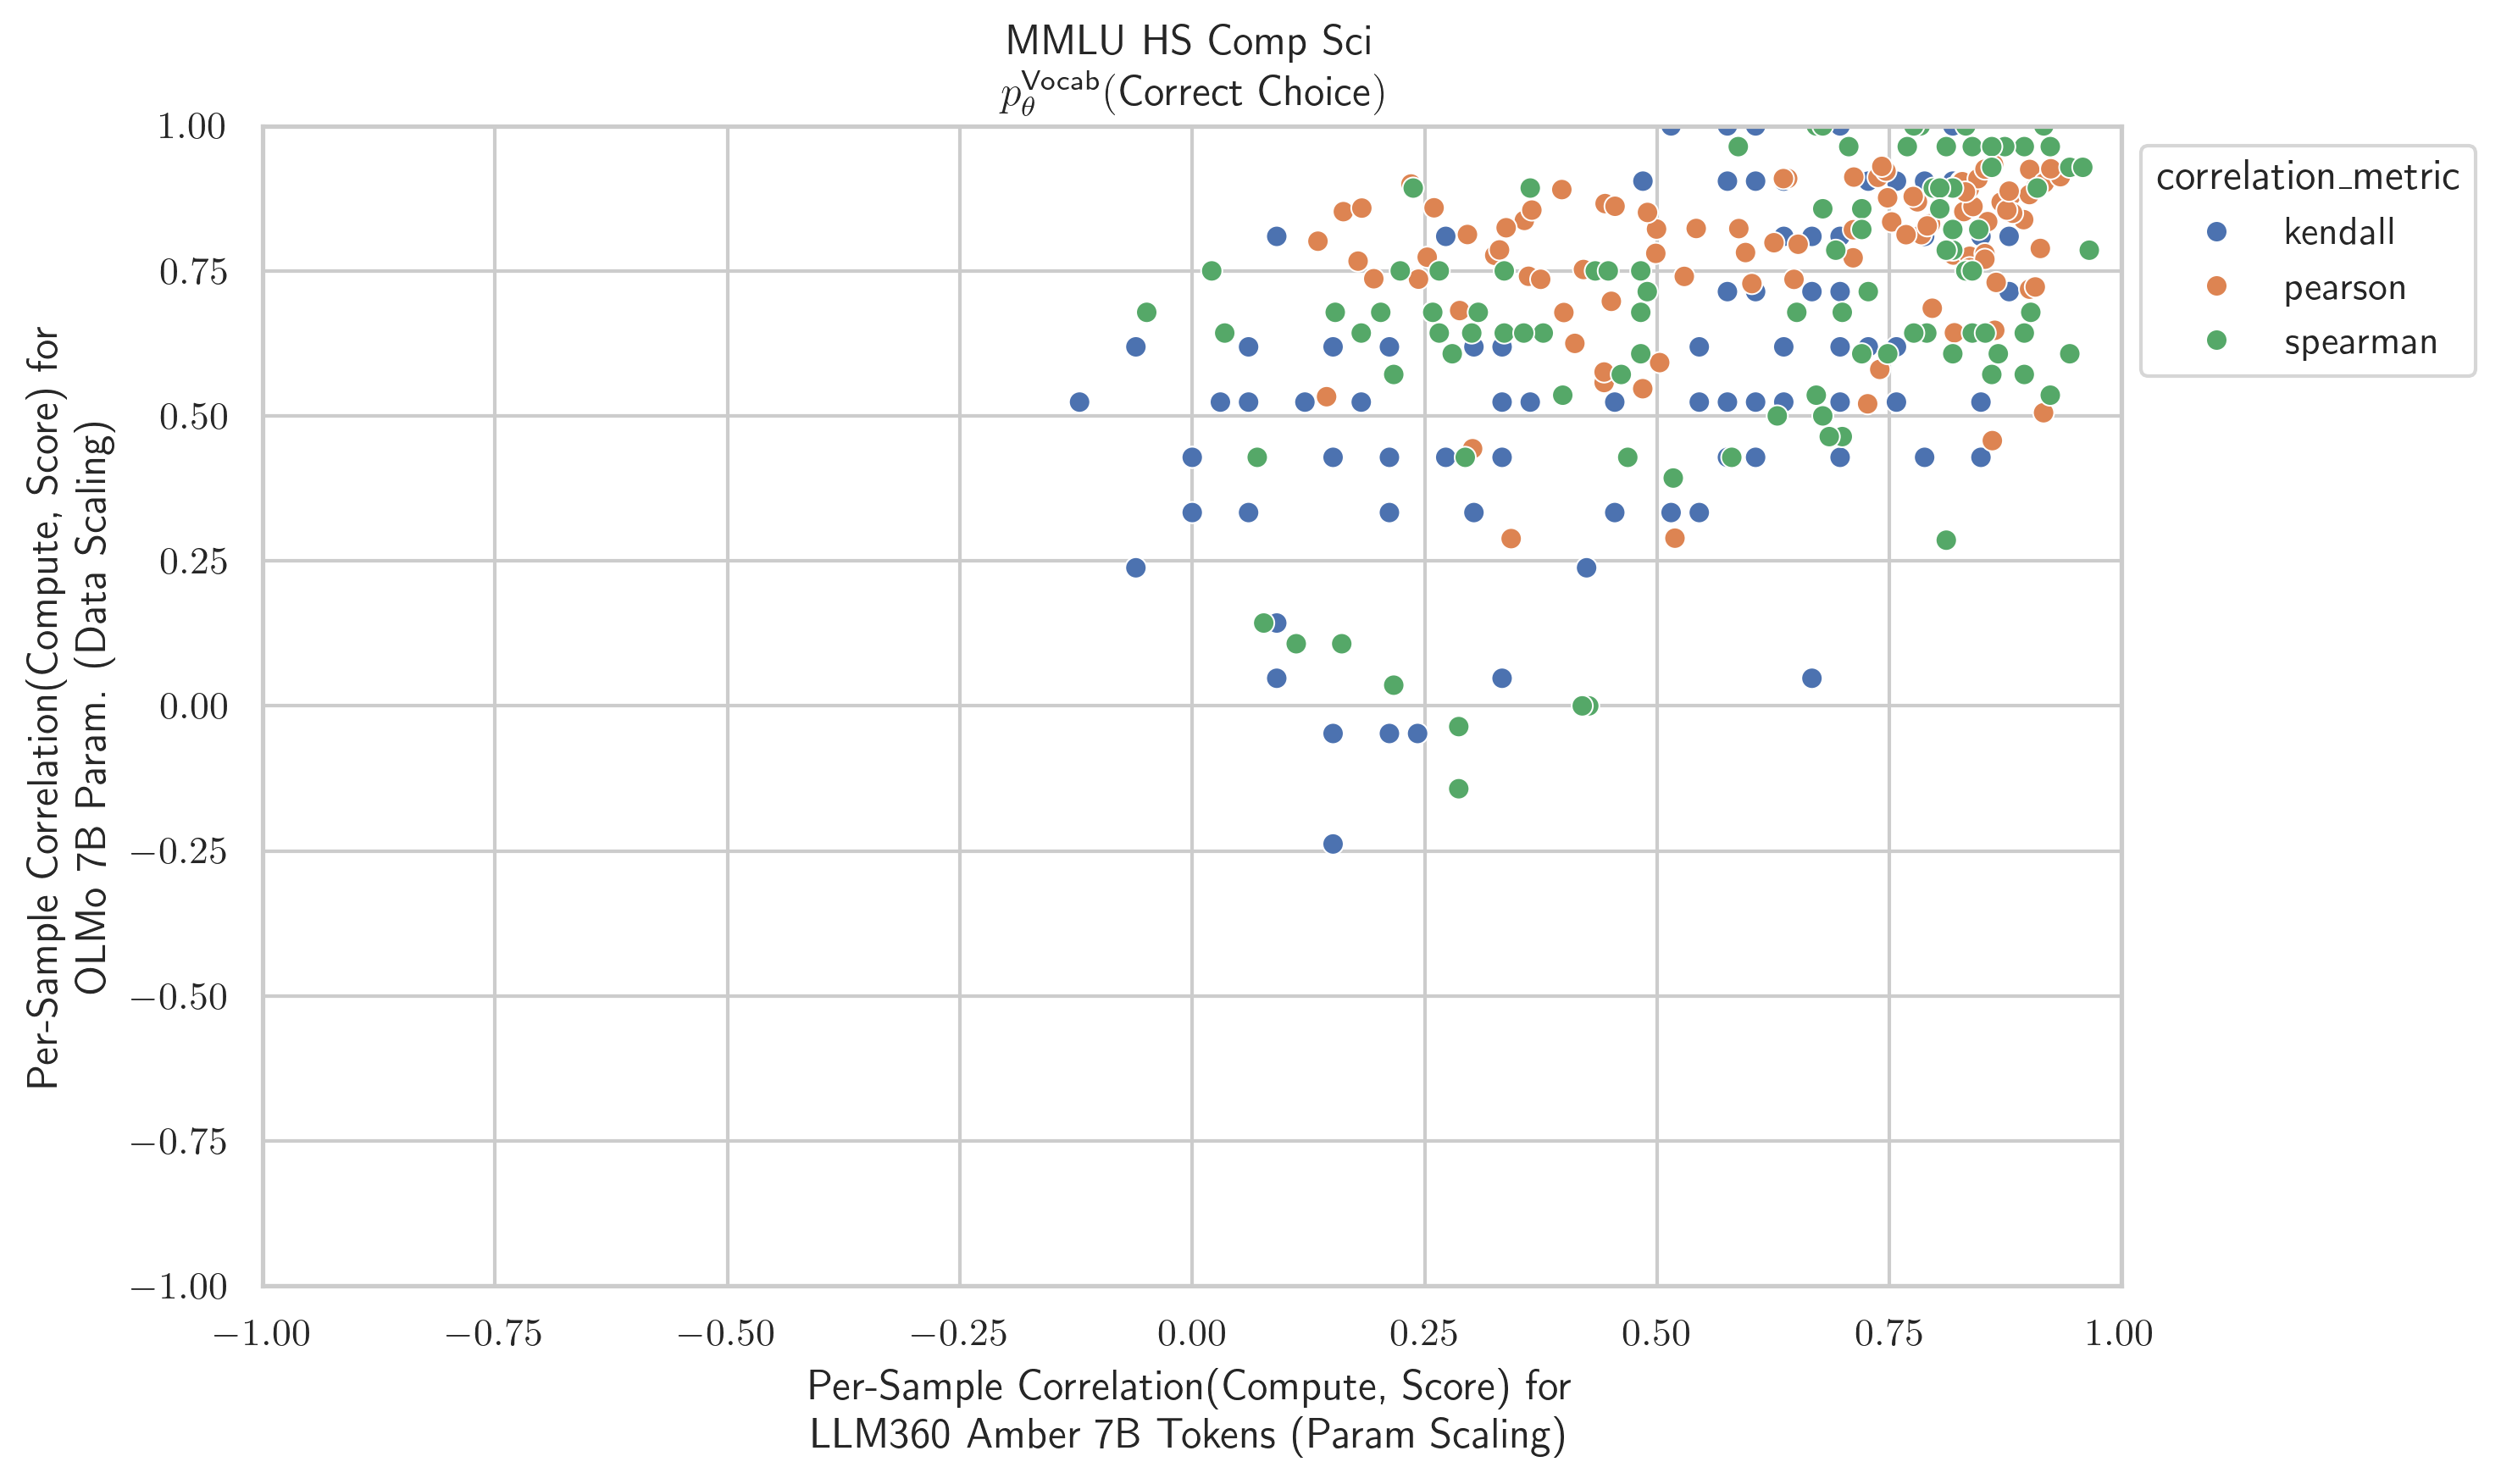 MMLU HS Comp Sci
p_θ^Vocab(Correct Choice)
1.00
0.75
0.50
0.25
0.00
−0.25
−0.50
−0.75
−1.00
Per-Sample Correlation(Compute, Score) for
OLMo 7B Param. (Data Scaling)
−1.00 −0.75 −0.50 −0.25 0.00 0.25 0.50 0.75 1.00
Per-Sample Correlation(Compute, Score) for
LLM360 Amber 7B Tokens (Param Scaling)
correlation_metric
kendall
pearson
spearman